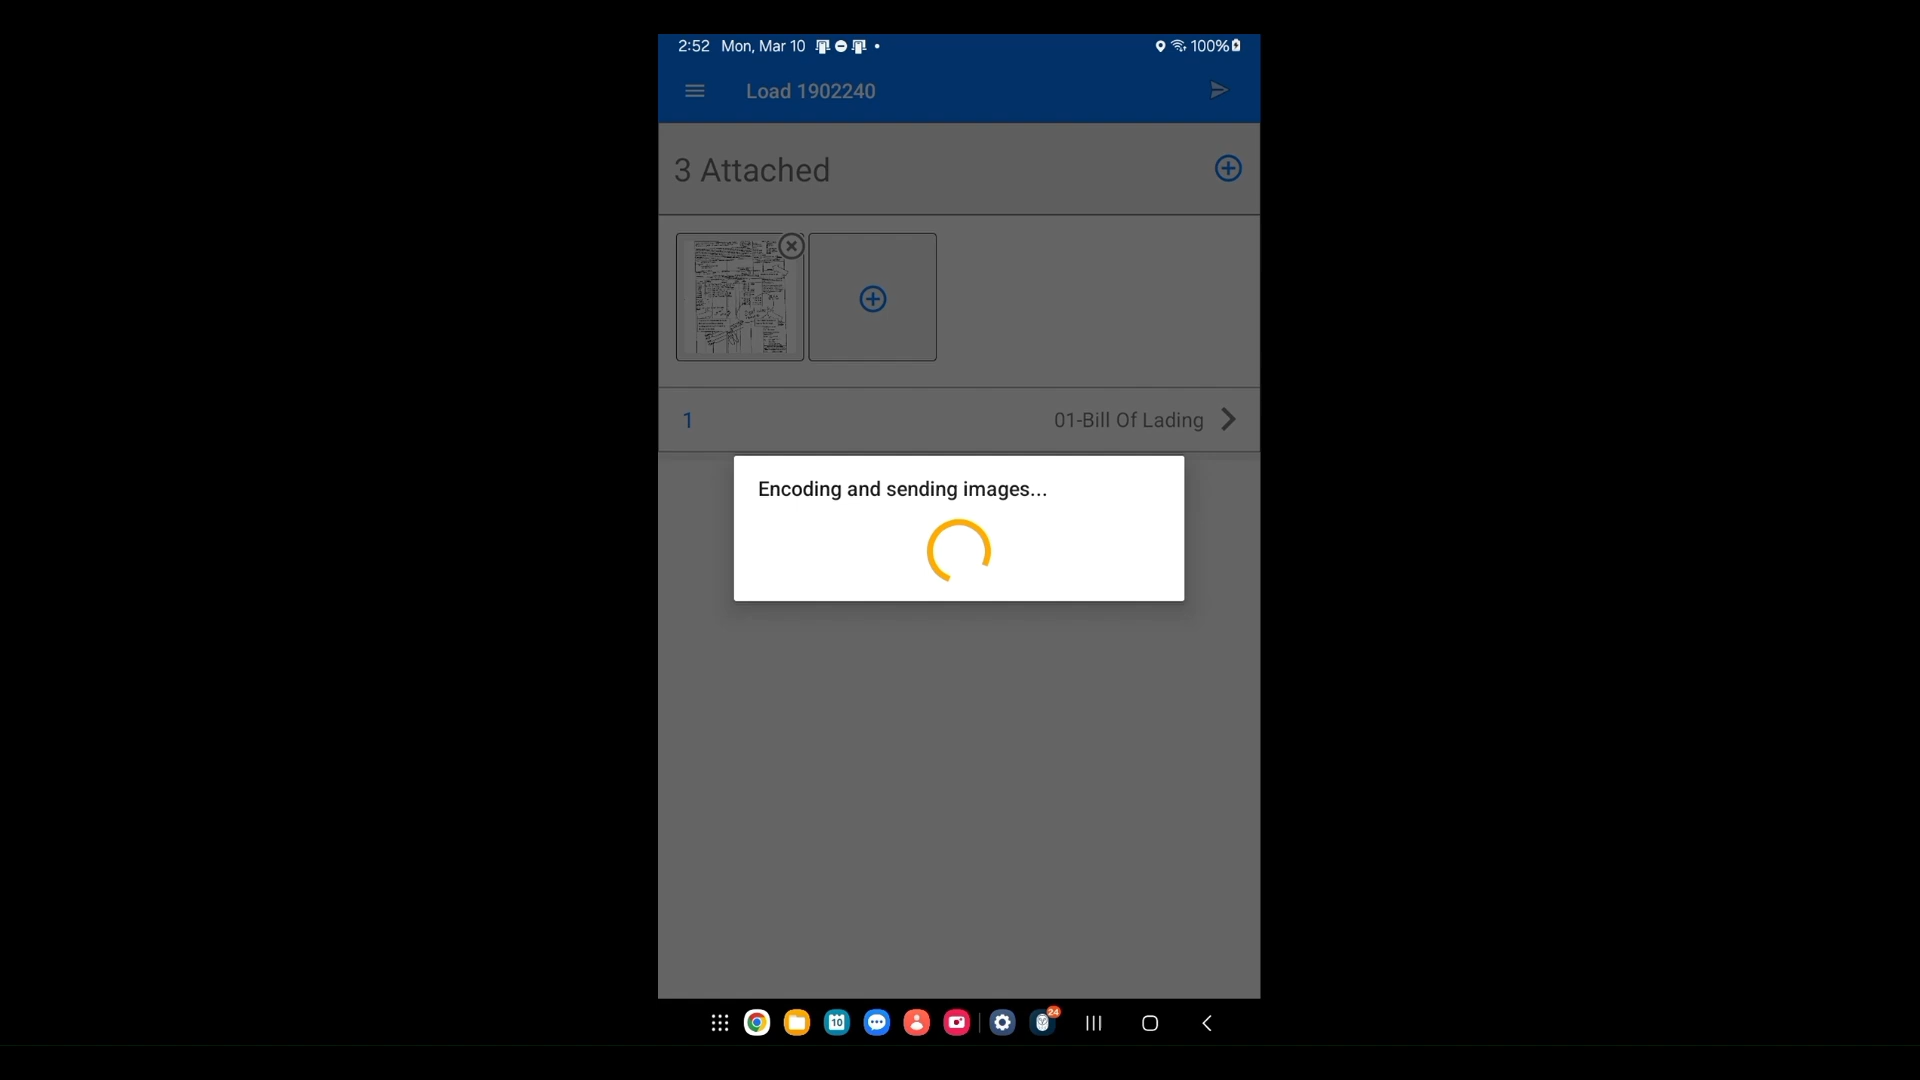 2:52 Mon, Mar 10
100%
Load 1902240
3 Attached
1
01-Bill Of Lading
Encoding and sending images...
10
24